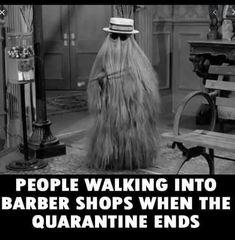 PEOPLE WALKING INTO
BARBER SHOPS WHEN THE
QUARANTINE ENDS